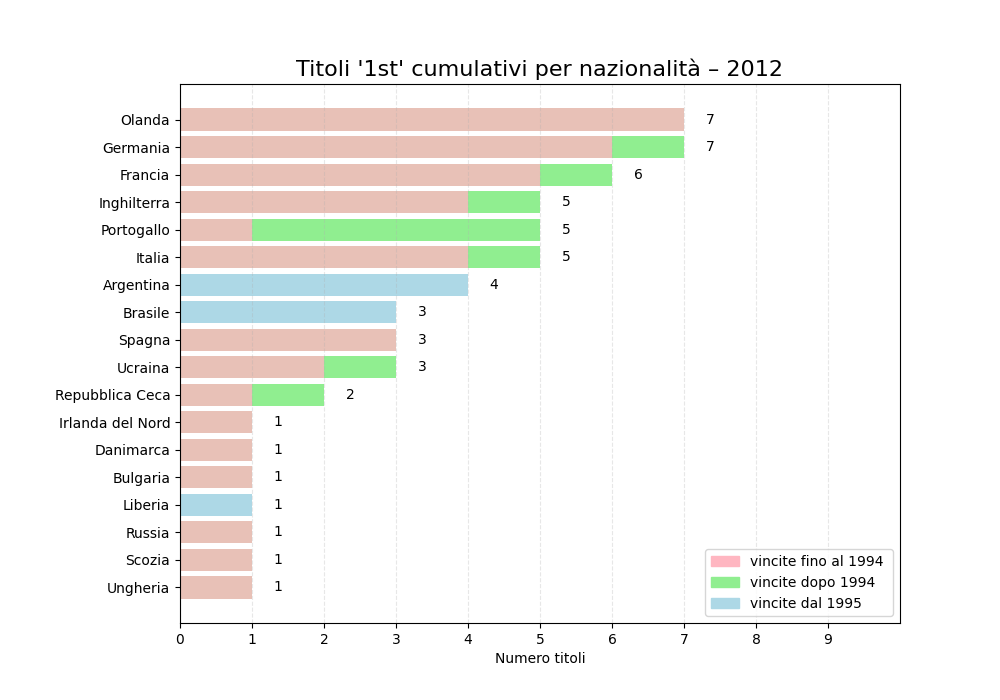 Titoli '1st' cumulativi per nazionalità – 2012
Olanda 7
Germania 7
Francia 6
Inghilterra 5
Portogallo 5
Italia 5
Argentina 4
Brasile 3
Spagna 3
Ucraina 3
Repubblica Ceca 2
Irlanda del Nord 1
Danimarca 1
Bulgaria 1
Liberia 1
Russia 1
Scozia 1
Ungheria 1
vincite fino al 1994
vincite dopo 1994
vincite dal 1995
0 1 2 3 4 5 6 7 8 9
Numero titoli